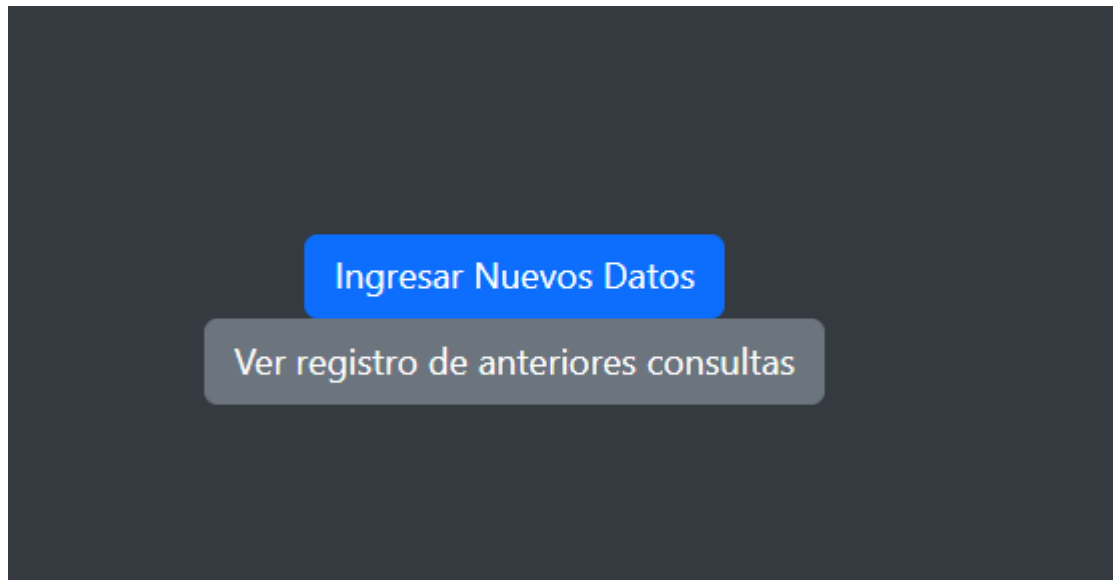 Ingresar Nuevos Datos
Ver registro de anteriores consultas